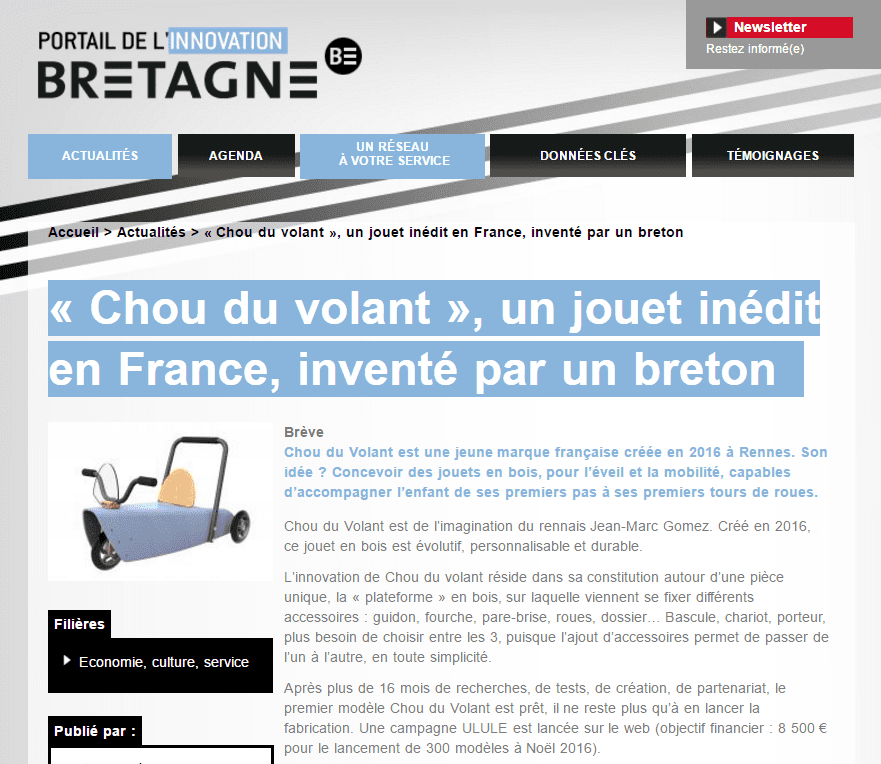 PORTAIL DE L'INNOVATION
BRETAGNE
BE
Newsletter
Restez informé(e)
ACTUALITÉS
AGENDA
UN RÉSEAU
À VOTRE SERVICE
DONNÉES CLÉS
TÉMOIGNAGES
Accueil > Actualités > « Chou du volant », un jouet inédit en France, inventé par un breton
« Chou du volant », un jouet inédit
en France, inventé par un breton
Brève
Chou du Volant est une jeune marque française créée en 2016 à Rennes. Son
idée ? Concevoir des jouets en bois, pour l’éveil et la mobilité, capables
d’accompagner l’enfant de ses premiers pas à ses premiers tours de roues.
Chou du Volant est de l’imagination du rennais Jean-Marc Gomez. Créé en 2016,
ce jouet en bois est évolutif, personnalisable et durable.
L’innovation de Chou du volant réside dans sa constitution autour d’une pièce
unique, la « plateforme » en bois, sur laquelle viennent se fixer différents
accessoires : guidon, fourche, pare-brise, roues, dossier… Bascule, chariot, porteur,
plus besoin de choisir entre les 3, puisque l’ajout d’accessoires permet de passer de
l’un à l’autre, en toute simplicité.
Après plus de 16 mois de recherches, de tests, de création, de partenariat, le
premier modèle Chou du Volant est prêt, il ne reste plus qu’à en lancer la
fabrication. Une campagne ULULE est lancée sur le web (objectif financier : 8 500 €
pour le lancement de 300 modèles à Noël 2016).
Filières
Economie, culture, service
Publié par :